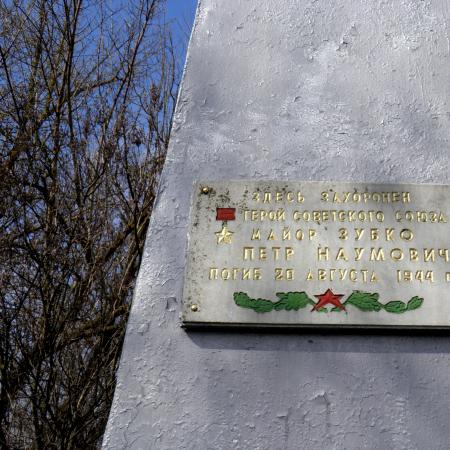 ЗДЕСЬ ЗАХОРОНЕН
ГЕРОЙ СОВЕТСКОГО СОЮЗА
МАЙОР ЗУБКО
ПЕТР НАУМОВИЧ
ПОГИБ 20 АВГУСТА 1944 Г